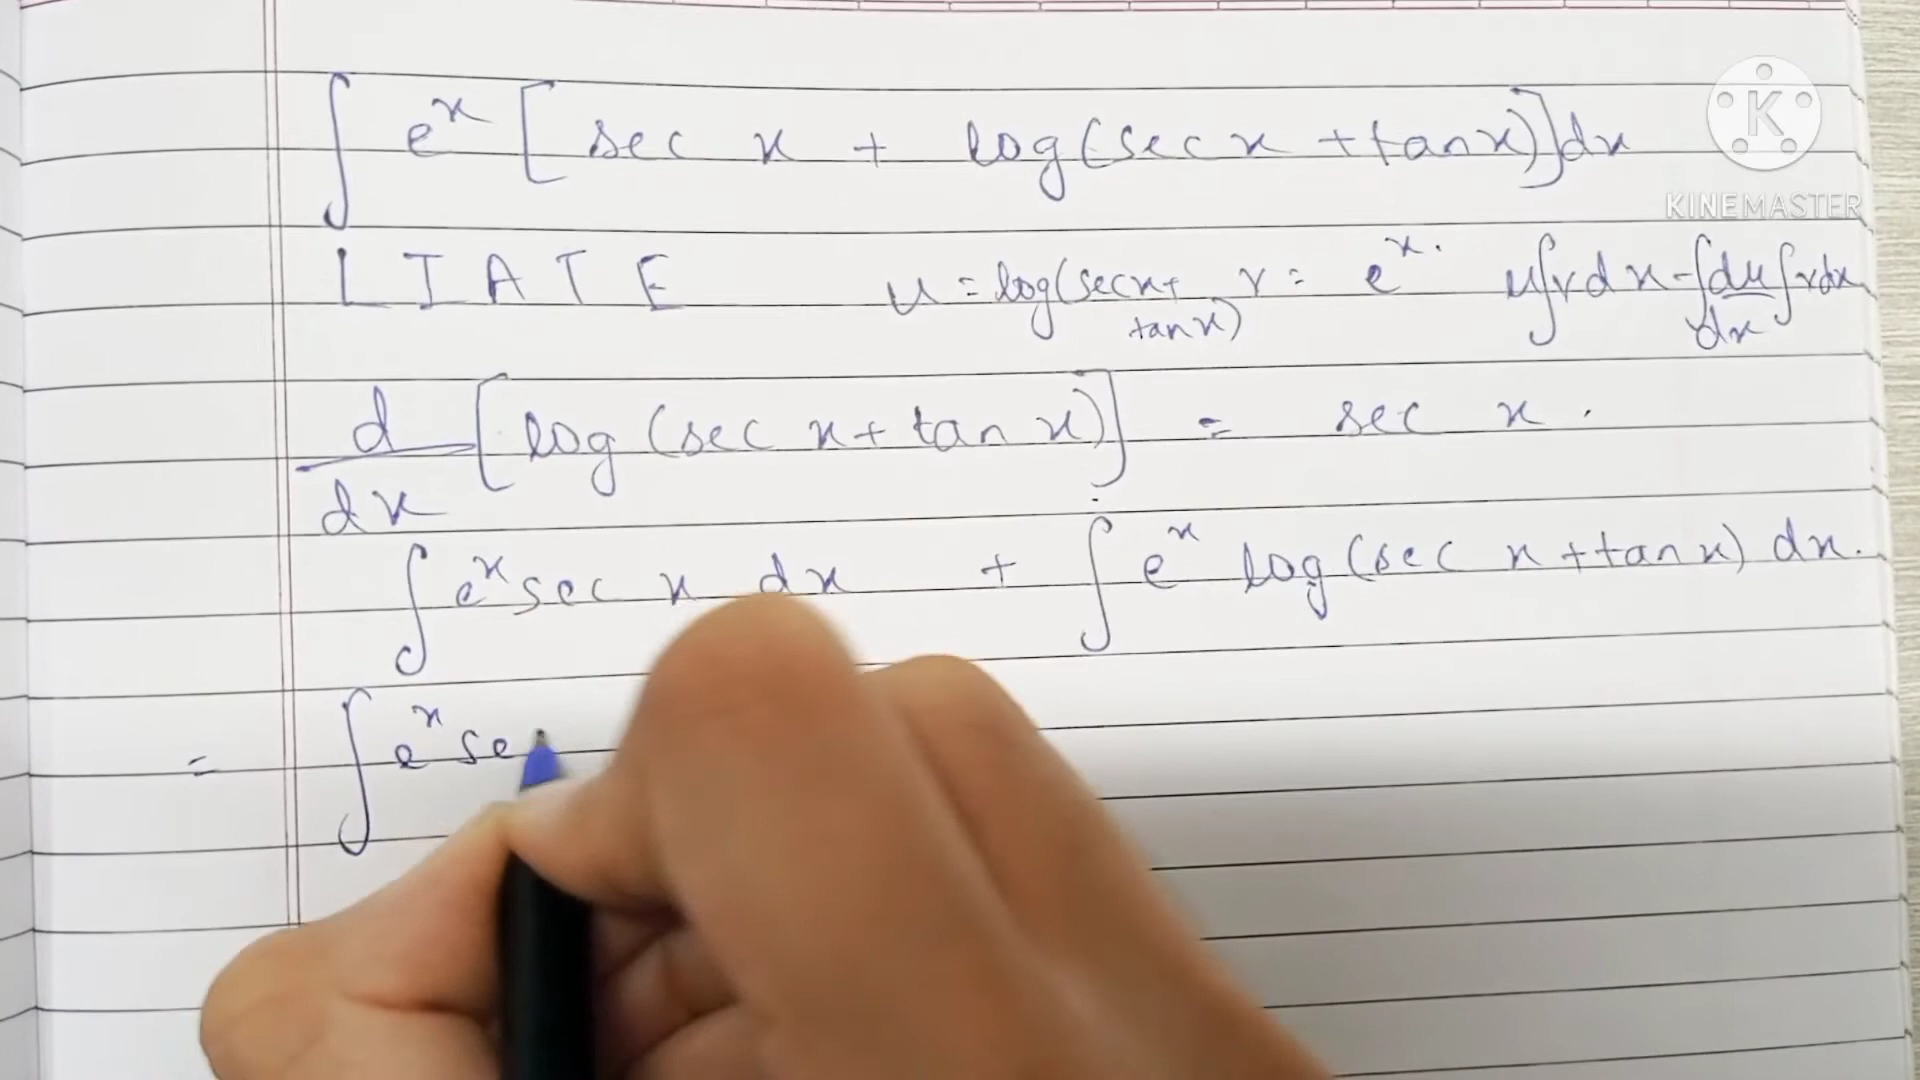 ∫ e^x [sec x + log(sec x + tan x)] dx
K
KINEMASTER
L I A T E u = log(sec x + tan x) v = e^x. u∫v dx - ∫du/dx ∫v dx
d/dx [log (sec x + tan x)] = sec x.
∫ e^x sec x dx + ∫ e^x log(sec x + tan x) dx.
= ∫ e^x se